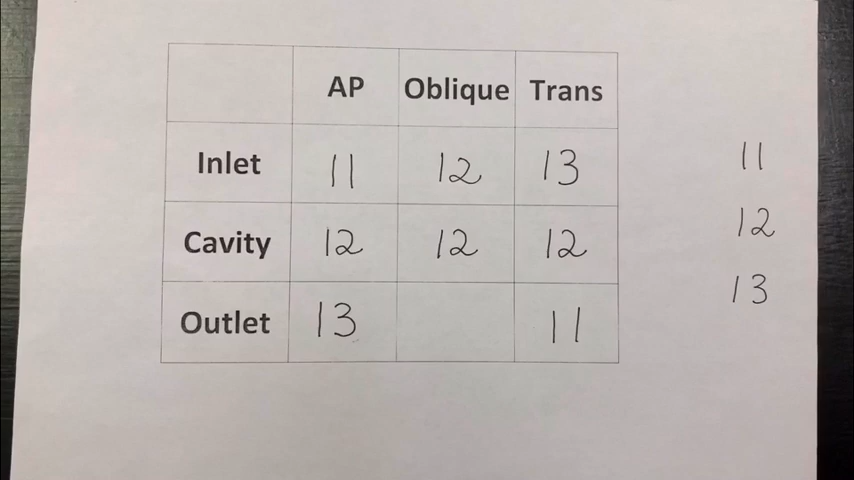 AP Oblique Trans
Inlet 11 12 13
Cavity 12 12 12
Outlet 13 11
11
12
13